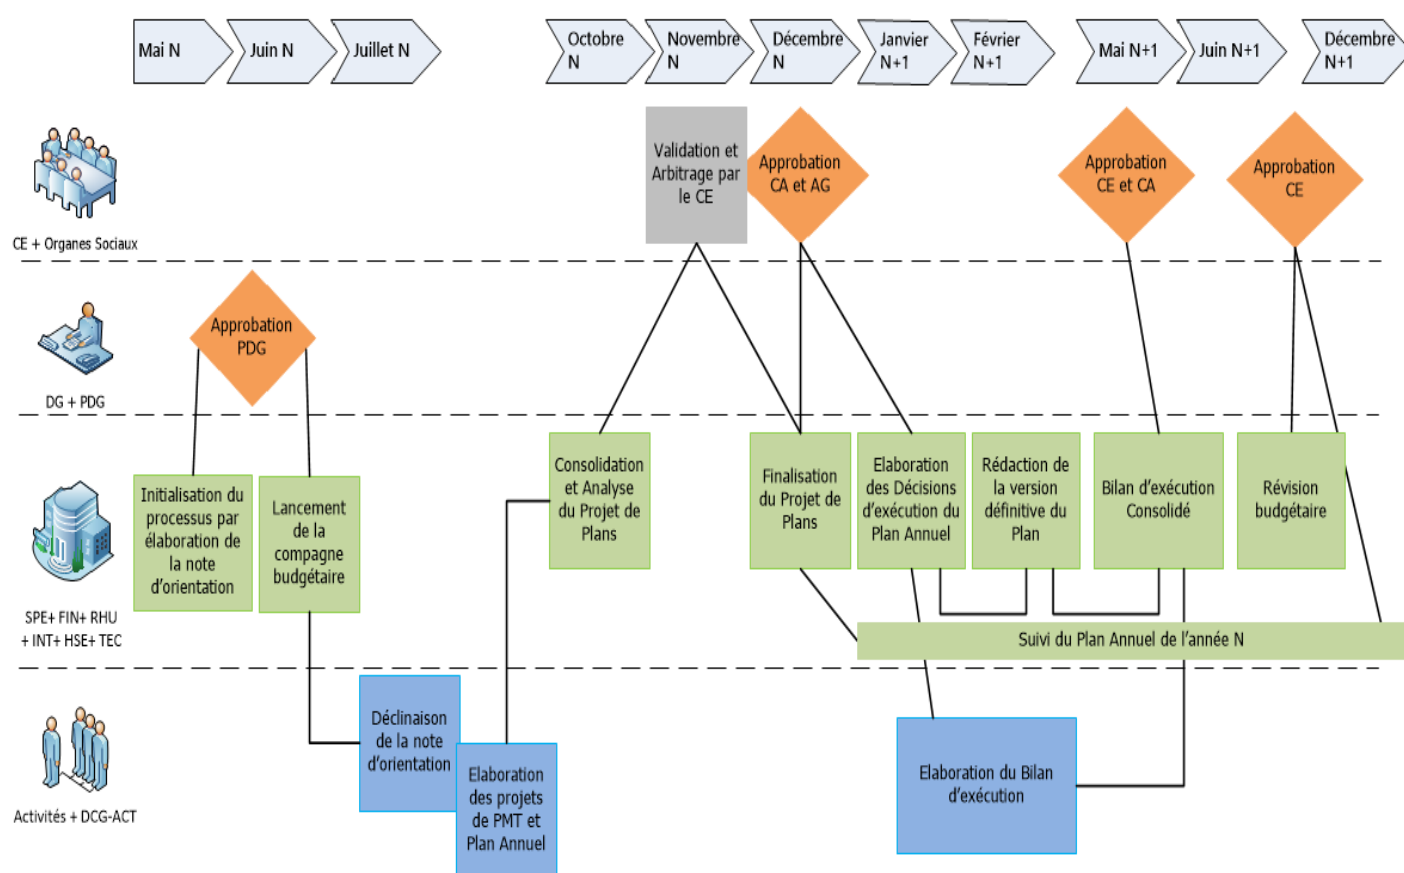 Mai N
Juin N
Juillet N
Octobre
N
Novembre
N
Décembre
N
Janvier
N+1
Février
N+1
Mai N+1
Juin N+1
Décembre
N+1
CE + Organes Sociaux
Validation et
Arbitrage par
le CE
Approbation
CA et AG
Approbation
CE et CA
Approbation
CE
DG + PDG
Approbation
PDG
SPE+ FIN+ RHU
+ INT+ HSE+ TEC
Initialisation du
processus par
élaboration de
la note
d'orientation
Lancement
de la
compagne
budgétaire
Consolidation
et Analyse
du Projet de
Plans
Finalisation
du Projet de
Plans
Elaboration
des Décisions
d'exécution du
Plan Annuel
Rédaction de
la version
définitive du
Plan
Bilan d'exécution
Consolidé
Révision
budgétaire
Suivi du Plan Annuel de l'année N
Activités + DCG-ACT
Déclinaison
de la note
d'orientation
Elaboration
des projets
de PMT et
Plan Annuel
Elaboration du Bilan
d'exécution